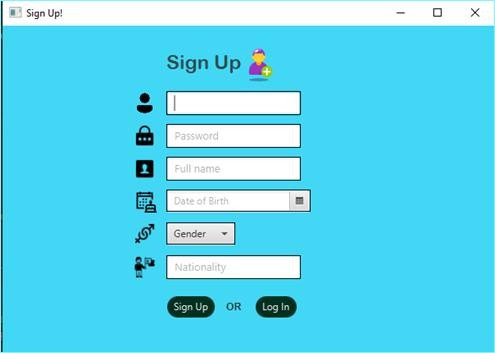 Sign Up!
Sign Up
Password
Full name
Date of Birth
Gender
Nationality
Sign Up OR Log In